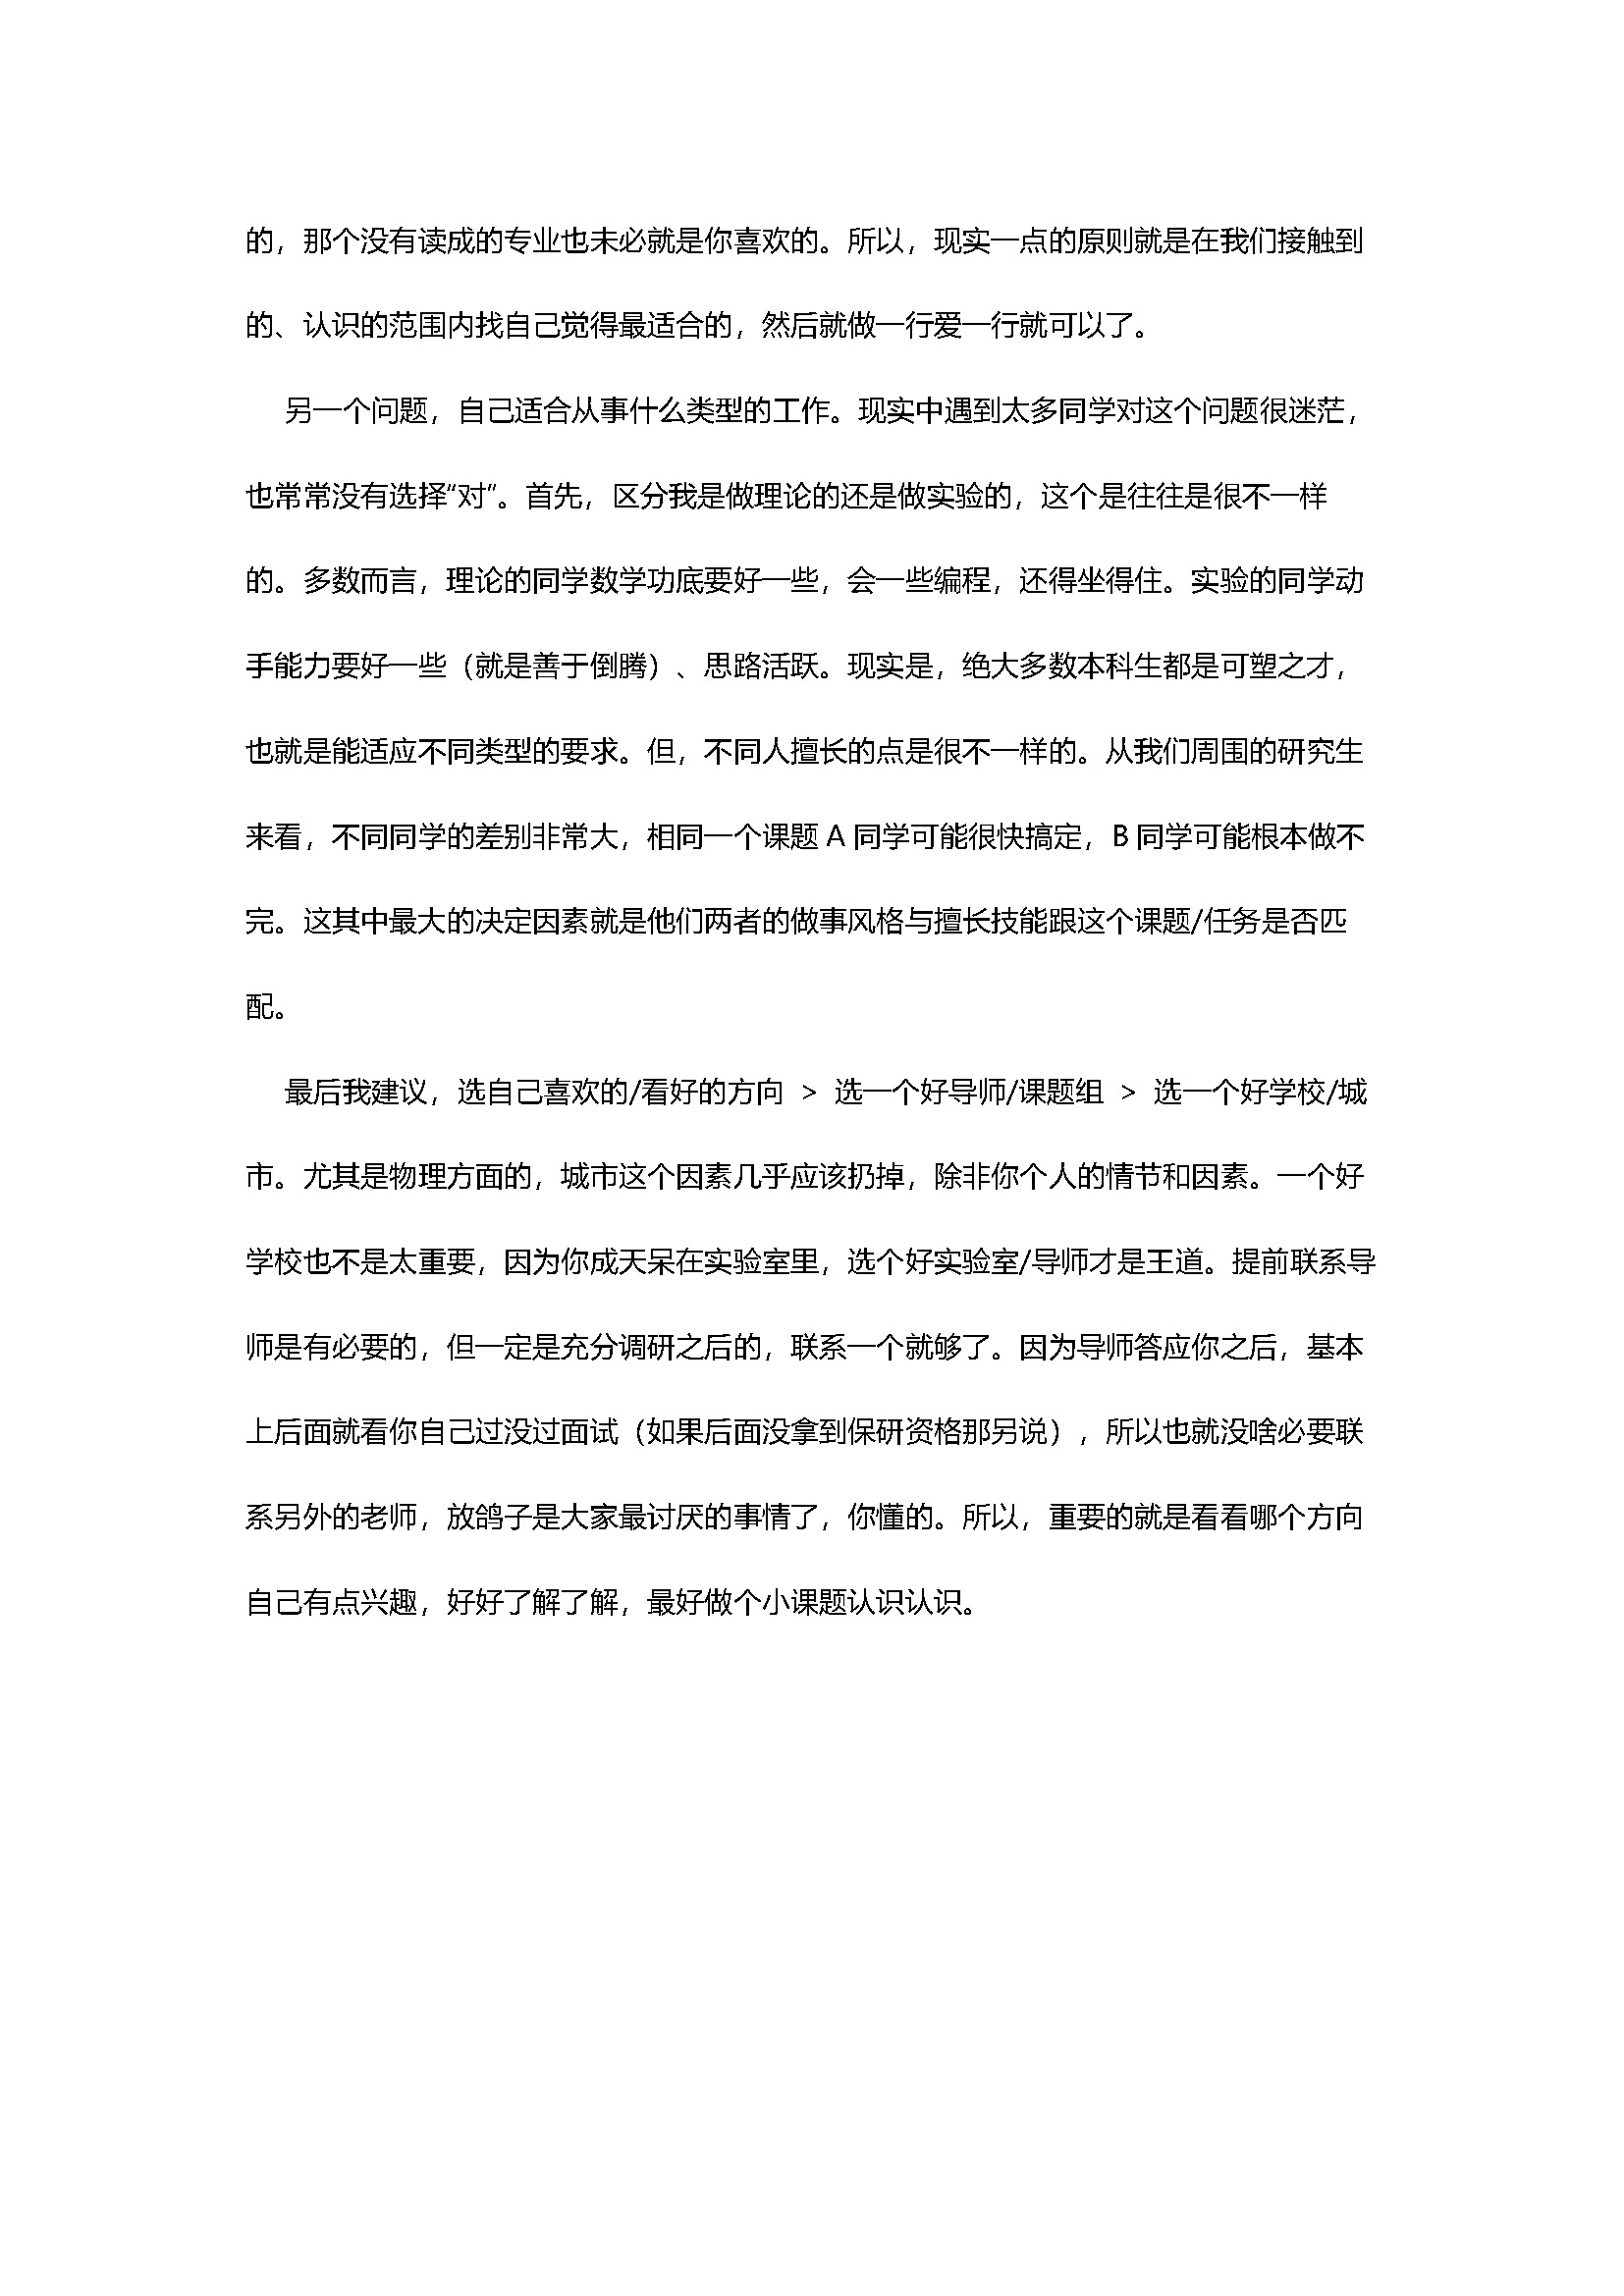 的，那个没有读成的专业也未必就是你喜欢的。所以，现实一点的原则就是在我们接触到
的、认识的范围内找自己觉得最适合的，然后就做一行爱一行就可以了。
另一个问题，自己适合从事什么类型的工作。现实中遇到太多同学对这个问题很迷茫，
也常常没有选择“对”。首先，区分我是做理论的还是做实验的，这个是往往是很不一样
的。多数而言，理论的同学数学功底要好一些，会一些编程，还得坐得住。实验的同学动
手能力要好一些（就是善于倒腾）、思路活跃。现实是，绝大多数本科生都是可塑之才，
也就是能适应不同类型的要求。但，不同人擅长的点是很不一样的。从我们周围的研究生
来看，不同同学的差别非常大，相同一个课题 A 同学可能很快搞定，B 同学可能根本做不
完。这其中最大的决定因素就是他们两者的做事风格与擅长技能跟这个课题/任务是否匹
配。
最后我建议，选自己喜欢的/看好的方向 > 选一个好导师/课题组 > 选一个好学校/城
市。尤其是物理方面的，城市这个因素几乎应该扔掉，除非你个人的情节和因素。一个好
学校也不是太重要，因为你成天呆在实验室里，选个好实验室/导师才是王道。提前联系导
师是有必要的，但一定是充分调研之后的，联系一个就够了。因为导师答应你之后，基本
上后面就看你自己过没过面试（如果后面没拿到保研资格那另说），所以也就没啥必要联
系另外的老师，放鸽子是大家最讨厌的事情了，你懂的。所以，重要的就是看看哪个方向
自己有点兴趣，好好了解了解，最好做个小课题认识认识。